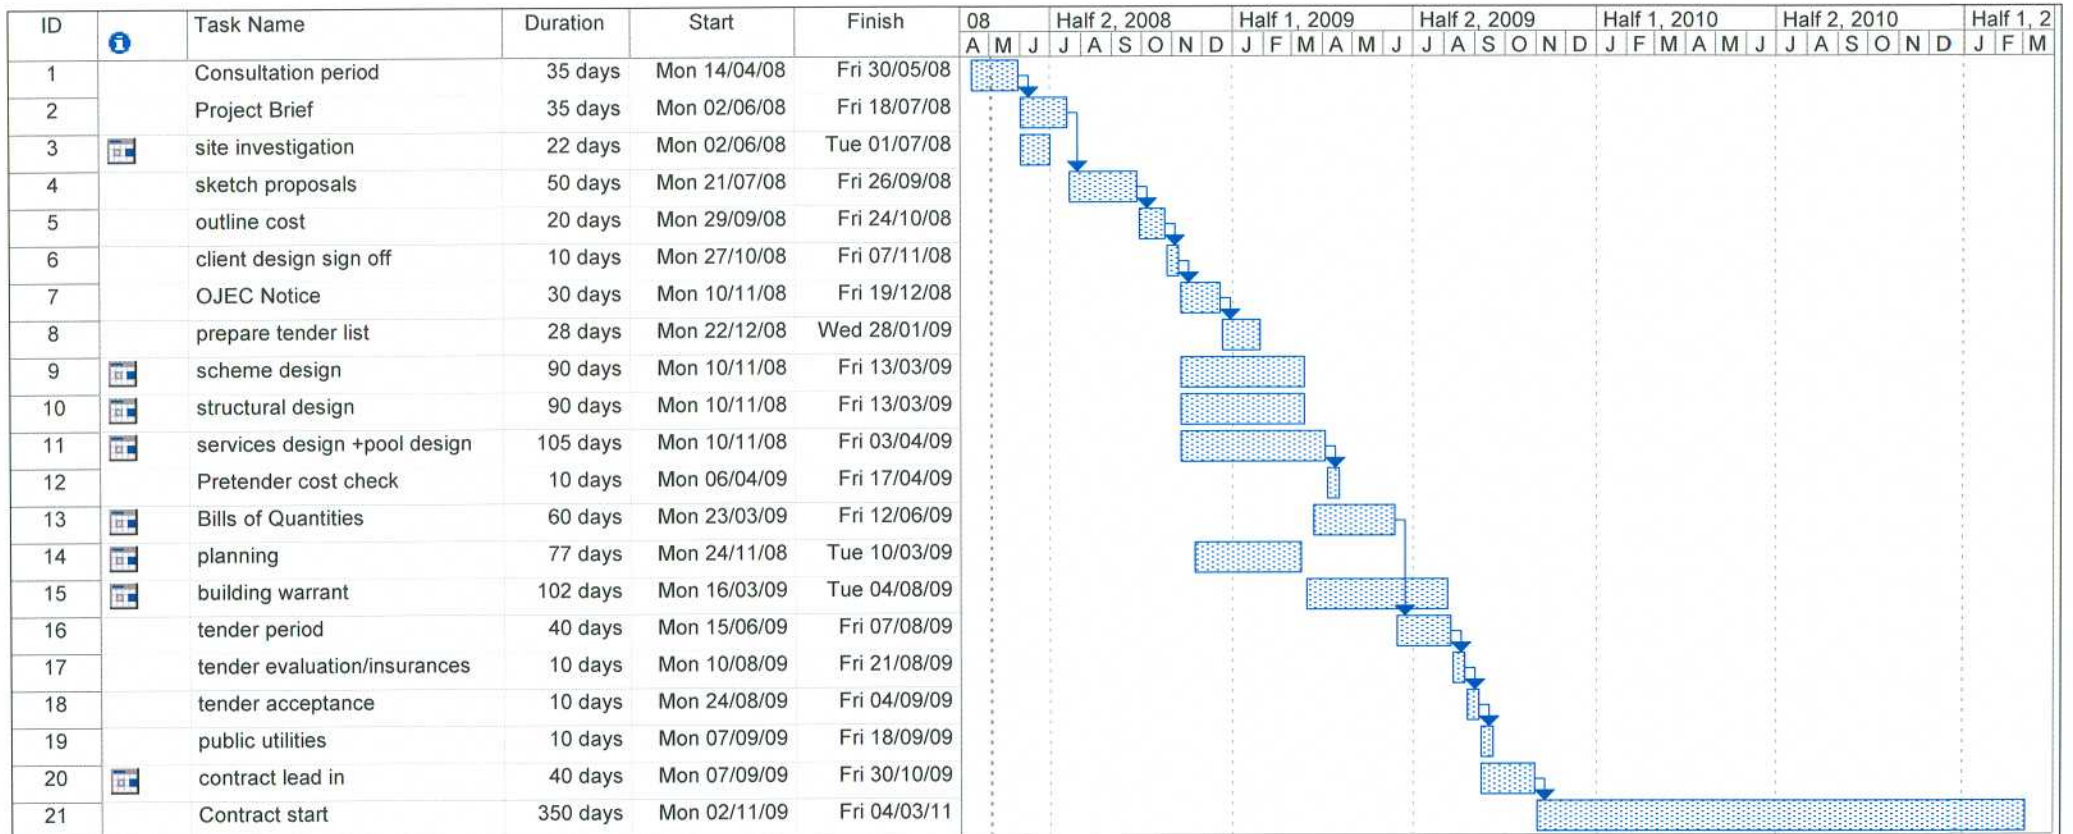 ID Task Name Duration Start Finish 08 Half 2, 2008 Half 1, 2009 Half 2, 2009 Half 1, 2010 Half 2, 2010 Half 1, 2
A M J J A S O N D J F M A M J J A S O N D J F M A M J J A S O N D J F M
1 Consultation period 35 days Mon 14/04/08 Fri 30/05/08
2 Project Brief 35 days Mon 02/06/08 Fri 18/07/08
3 site investigation 22 days Mon 02/06/08 Tue 01/07/08
4 sketch proposals 50 days Mon 21/07/08 Fri 26/09/08
5 outline cost 20 days Mon 29/09/08 Fri 24/10/08
6 client design sign off 10 days Mon 27/10/08 Fri 07/11/08
7 OJEC Notice 30 days Mon 10/11/08 Fri 19/12/08
8 prepare tender list 28 days Mon 22/12/08 Wed 28/01/09
9 scheme design 90 days Mon 10/11/08 Fri 13/03/09
10 structural design 90 days Mon 10/11/08 Fri 13/03/09
11 services design +pool design 105 days Mon 10/11/08 Fri 03/04/09
12 Pretender cost check 10 days Mon 06/04/09 Fri 17/04/09
13 Bills of Quantities 60 days Mon 23/03/09 Fri 12/06/09
14 planning 77 days Mon 24/11/08 Tue 10/03/09
15 building warrant 102 days Mon 16/03/09 Tue 04/08/09
16 tender period 40 days Mon 15/06/09 Fri 07/08/09
17 tender evaluation/insurances 10 days Mon 10/08/09 Fri 21/08/09
18 tender acceptance 10 days Mon 24/08/09 Fri 04/09/09
19 public utilities 10 days Mon 07/09/09 Fri 18/09/09
20 contract lead in 40 days Mon 07/09/09 Fri 30/10/09
21 Contract start 350 days Mon 02/11/09 Fri 04/03/11